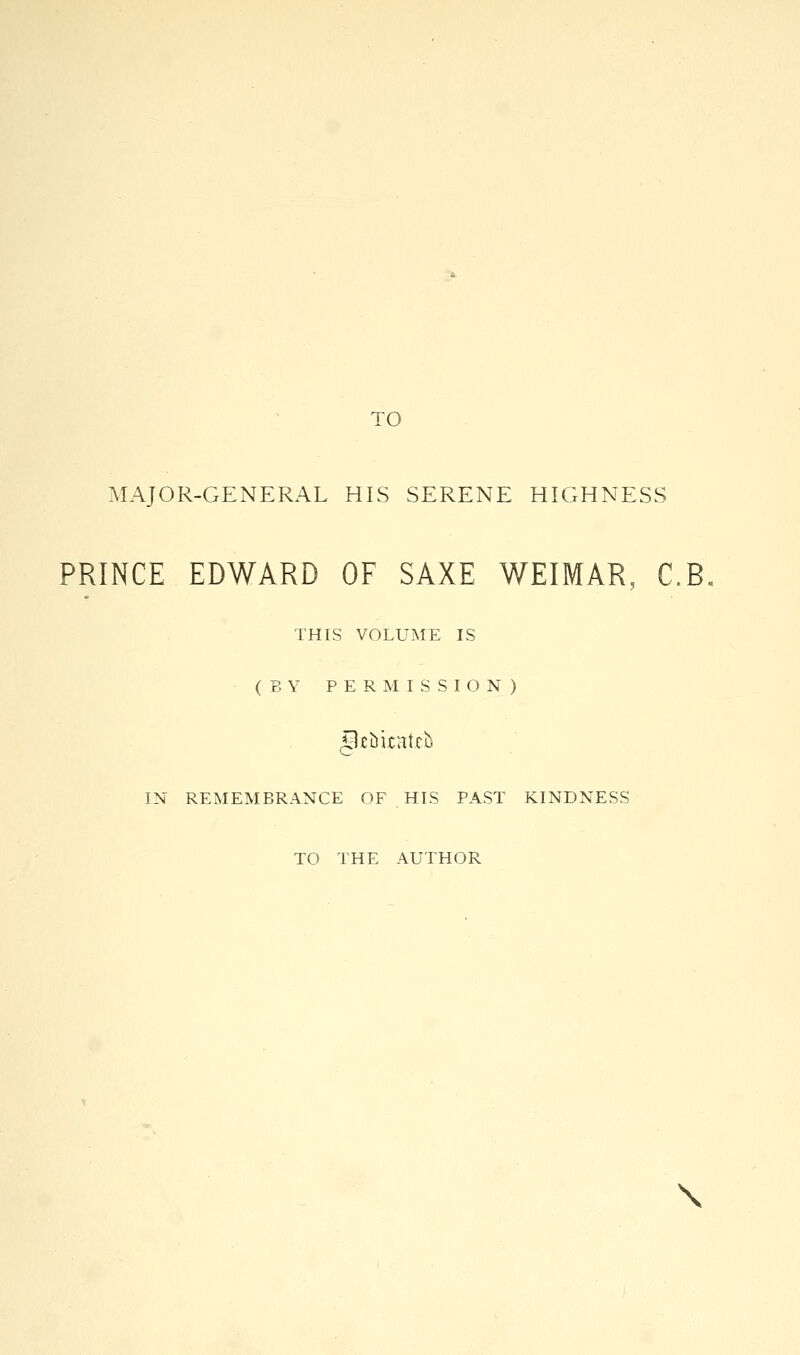 TO
MAJOR-GENERAL HIS SERENE HIGHNESS
PRINCE EDWARD OF SAXE WEIMAR, C.B.
THIS VOLUME IS
(BY PERMISSION)
Dedicated
IN REMEMBRANCE OF HIS PAST KINDNESS
TO THE AUTHOR